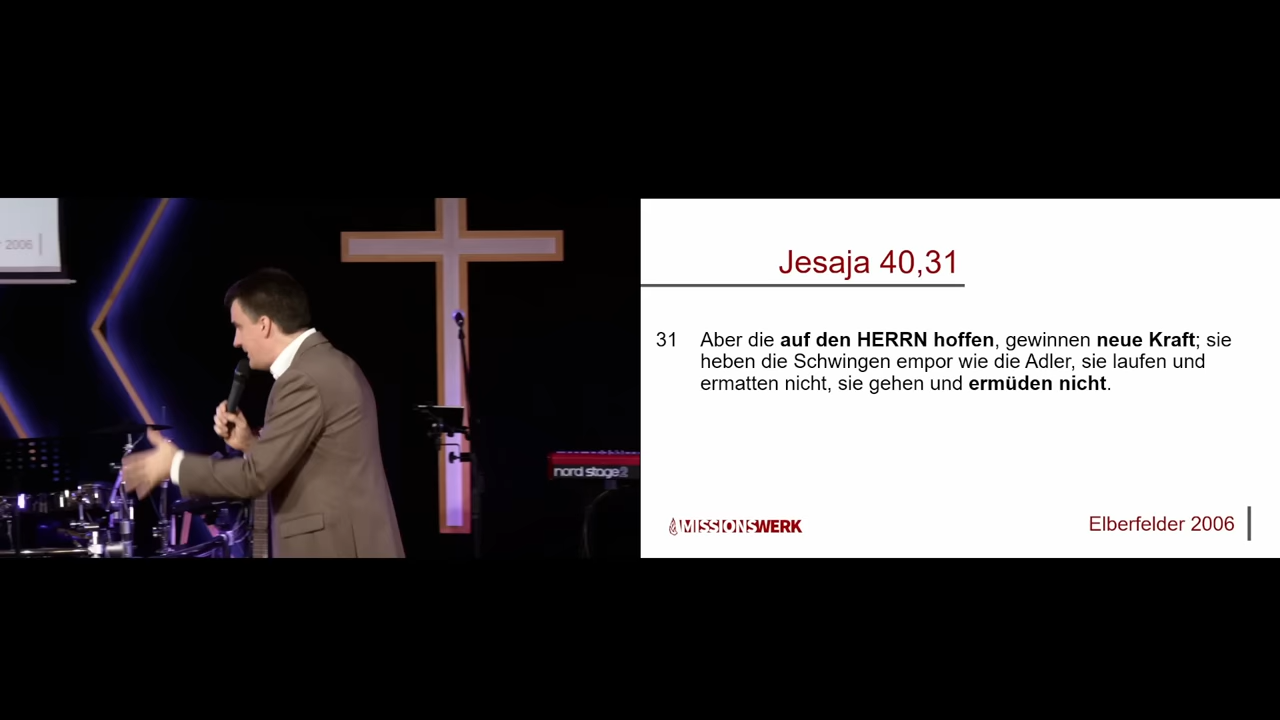 r 2006
nord stage 2
Jesaja 40,31
31 Aber die auf den HERRN hoffen, gewinnen neue Kraft; sie
heben die Schwingen empor wie die Adler, sie laufen und
ermatten nicht, sie gehen und ermüden nicht.
MISSIONSWERK
Elberfelder 2006